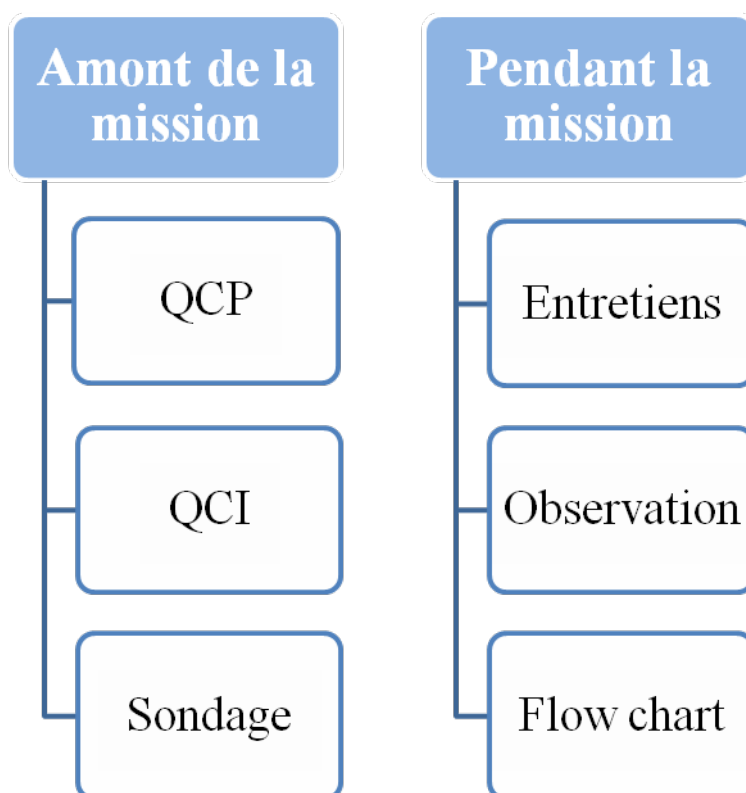 Amont de la
mission
QCP
QCI
Sondage
Pendant la
mission
Entretiens
Observation
Flow chart